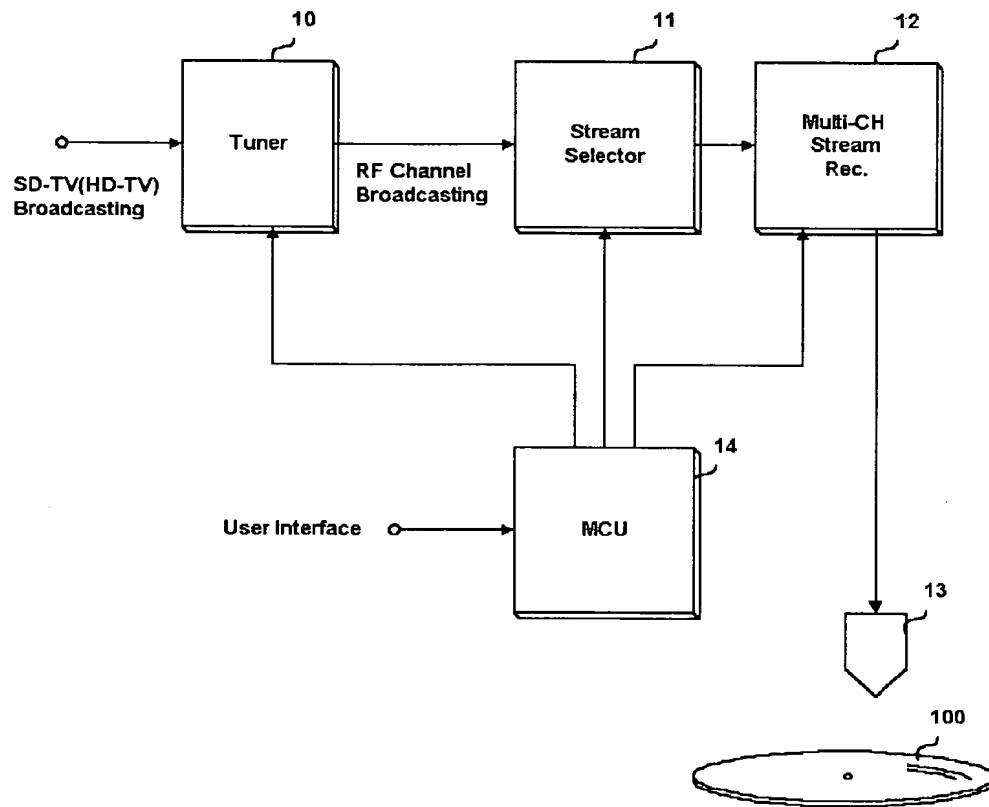 10
11
12
Tuner
Stream
Selector
Multi-CH
Stream
Rec.
SD-TV(HD-TV)
Broadcasting
RF Channel
Broadcasting
14
User Interface
MCU
13
100